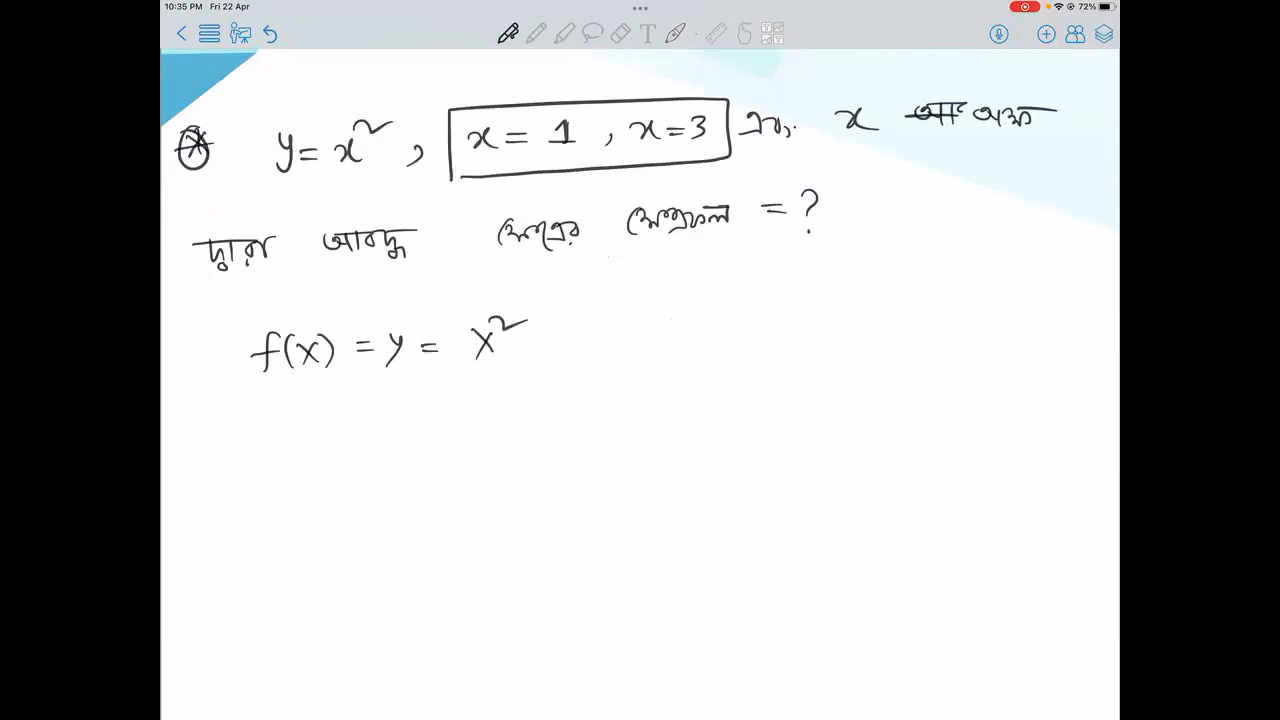 10:35 PM Fri 22 Apr 72%
y = x², x = 1, x = 3 এবং x অক্ষ
দ্বারা আবদ্ধ ক্ষেত্রের ক্ষেত্রফল = ?
f(x) = y = x²